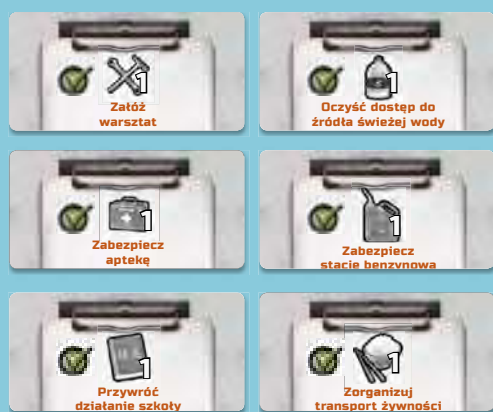 1
Załóż
warsztat
1
Oczyść dostęp do
źródła świeżej wody
1
Zabezpiecz
aptekę
1
Zabezpiecz
stację benzynową
1
Przywróć
działanie szkoły
1
Zorganizuj
transport żywności